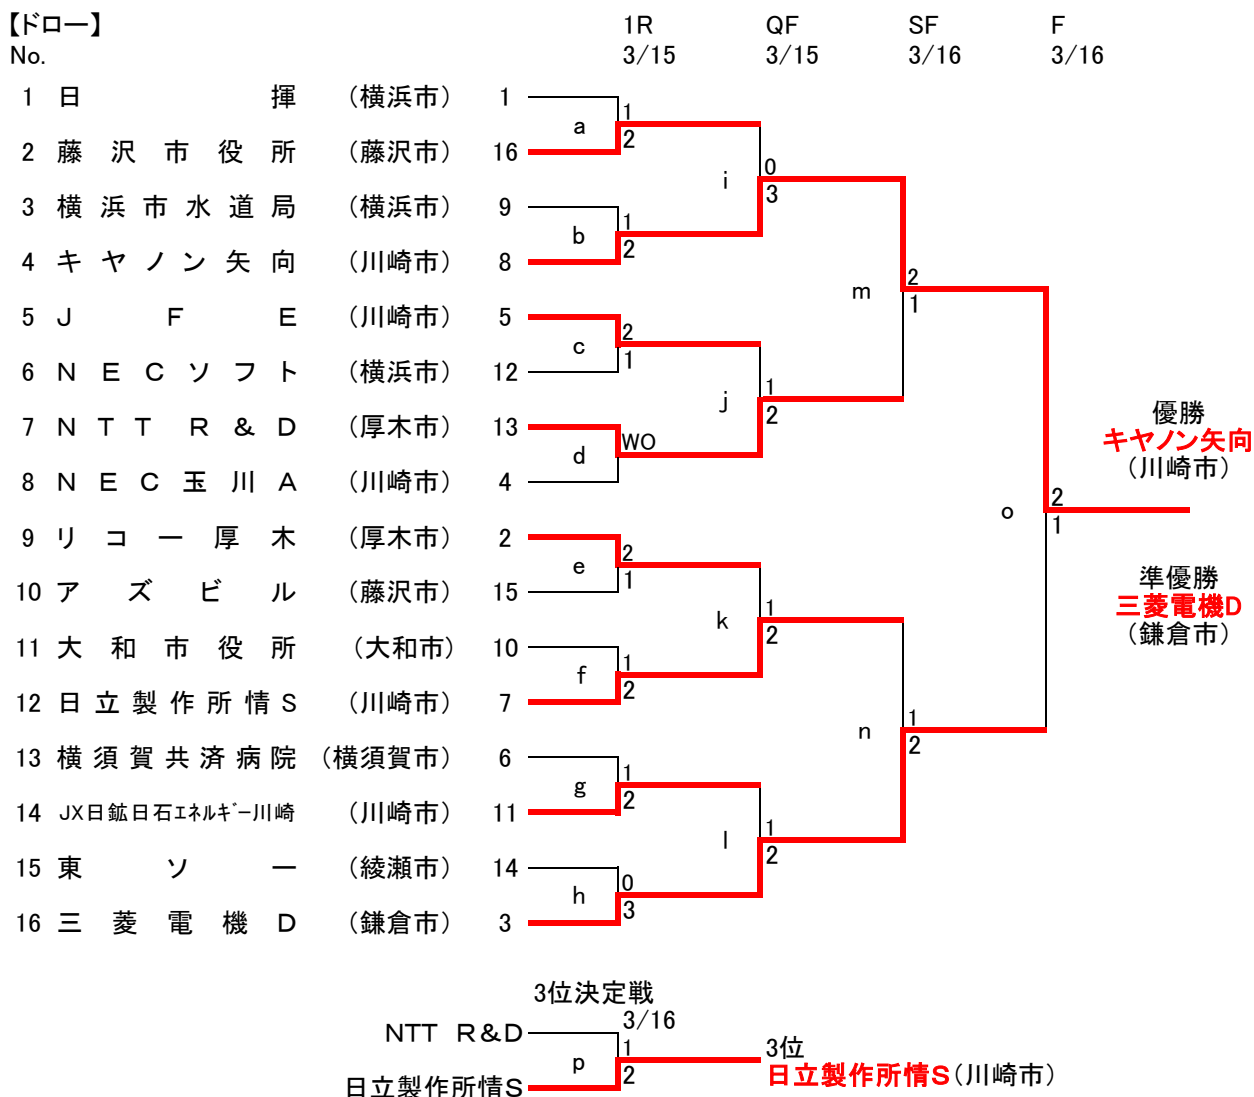 【ドロー】 1R QF SF F
No. 3/15 3/15 3/16 3/16
1 日揮 (横浜市) 1
1
a
2
2 藤沢市役所 (藤沢市) 16
0
i
3
3 横浜市水道局 (横浜市) 9
1
b
2
4 キヤノン矢向 (川崎市) 8
2
m
1
5 JFE (川崎市) 5
2
c
1
6 NECソフト (横浜市) 12
1
j
2
7 NTT R&D (厚木市) 13
WO
d
8 NEC玉川A (川崎市) 4
優勝
キヤノン矢向
(川崎市)
2
o
1
9 リコー厚木 (厚木市) 2
2
e
1
10 アズビル (藤沢市) 15
準優勝
三菱電機D
(鎌倉市)
1
k
2
11 大和市役所 (大和市) 10
1
f
2
12 日立製作所情S (川崎市) 7
1
n
2
13 横須賀共済病院 (横須賀市) 6
1
g
2
14 JX日鉱日石エネルギー川崎 (川崎市) 11
1
l
2
15 東ソー (綾瀬市) 14
0
h
3
16 三菱電機D (鎌倉市) 3
3位決定戦
3/16
NTT R&D
1
p
2
3位
日立製作所情S(川崎市)
日立製作所情S